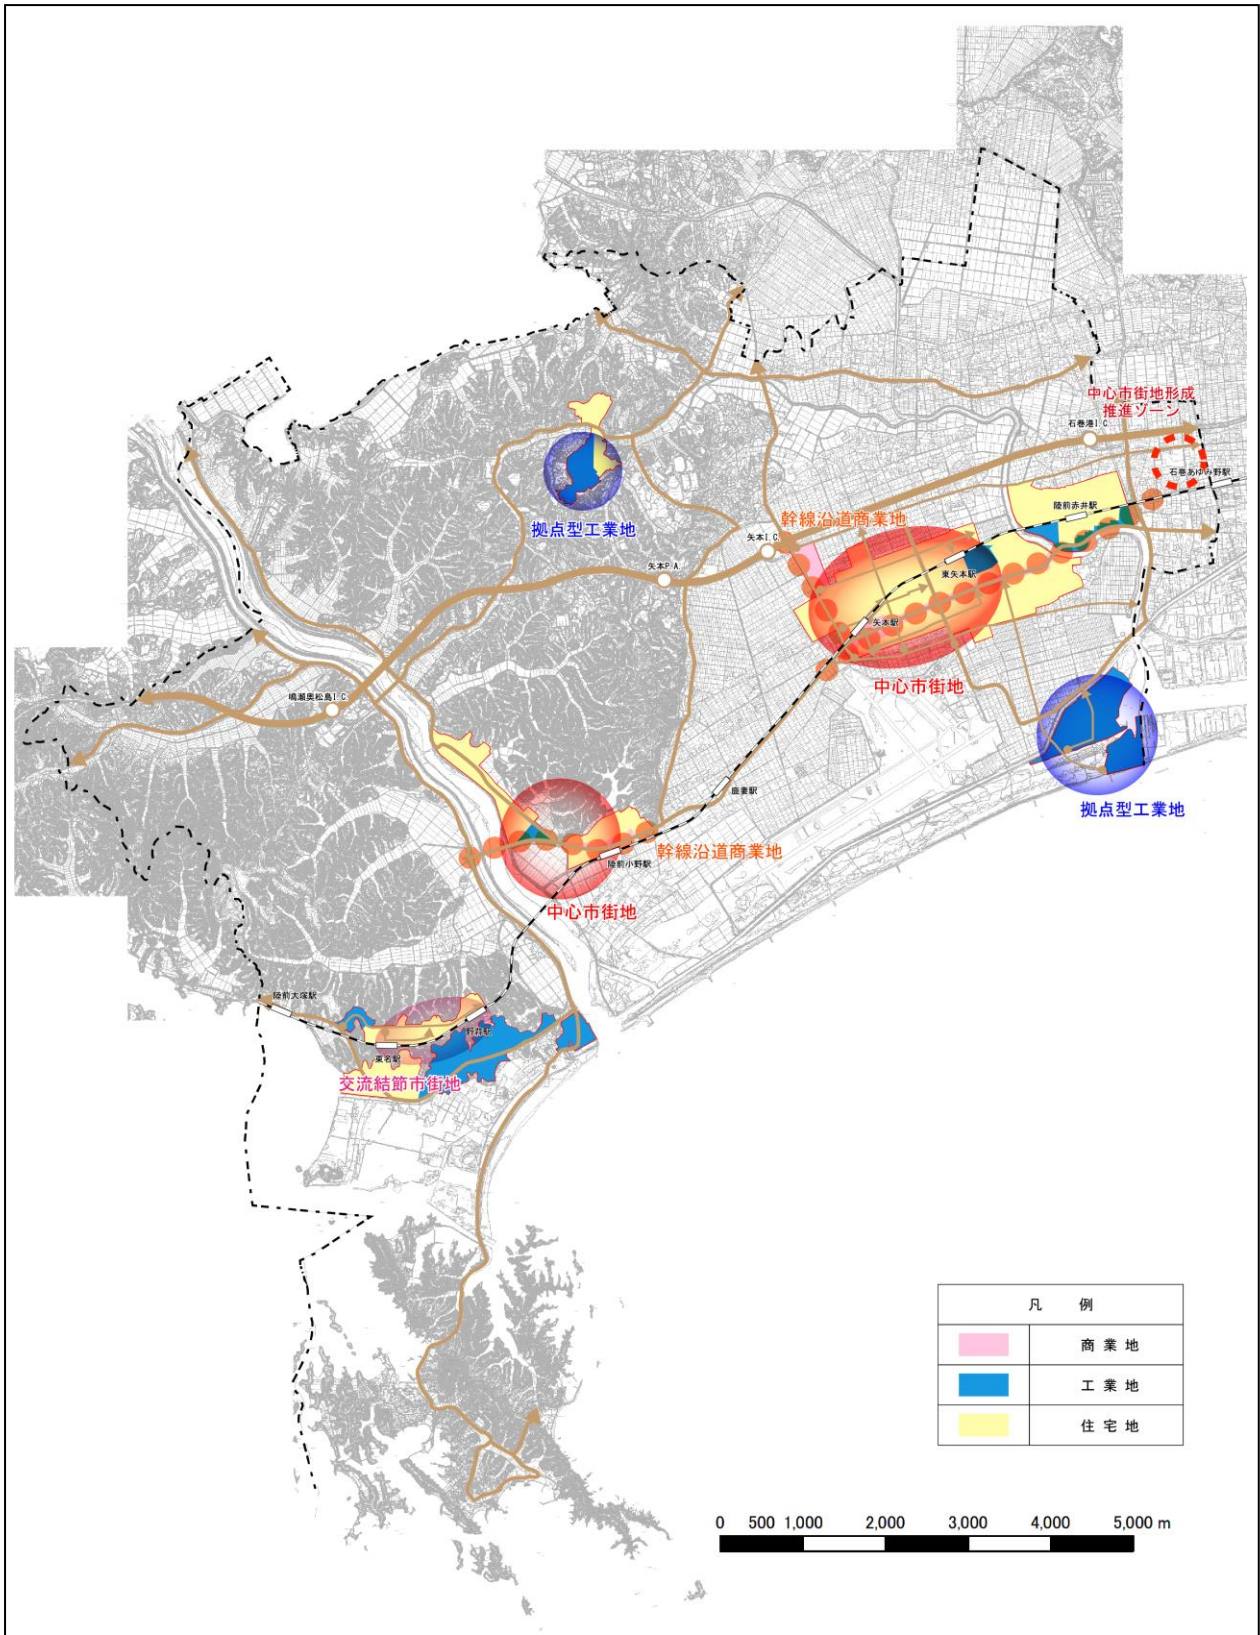 中心市街地形成
推進ゾーン
石巻港I.C.
石巻あゆみ野駅
陸前赤井駅
幹線沿道商業地
拠点型工業地
矢本I.C.
東矢本駅
矢本P.A.
矢本駅
中心市街地
鳴瀬奥松島I.C.
鹿妻駅
拠点型工業地
幹線沿道商業地
陸前小野駅
中心市街地
陸前大塚駅
野蒜駅
東名駅
交流結節市街地
凡 例
商 業 地
工 業 地
住 宅 地
0 500 1,000 2,000 3,000 4,000 5,000 m